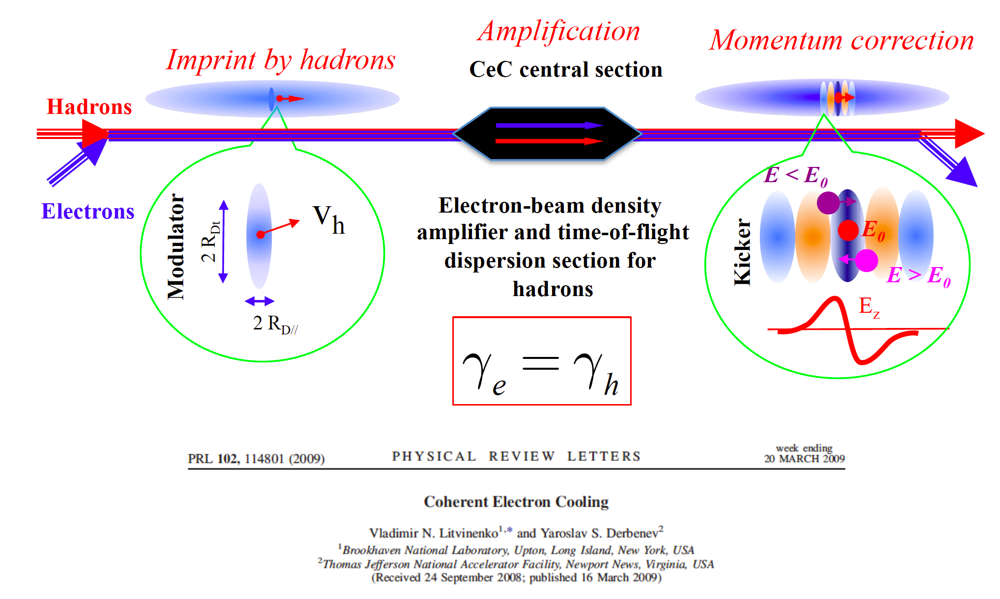 Imprint by hadrons
Amplification
CeC central section
Momentum correction
Hadrons
Electrons
Modulator
2 R_Dt
v_h
2 R_D//
Electron-beam density
amplifier and time-of-flight
dispersion section for
hadrons
γ_e = γ_h
Kicker
E < E_0
E_0
E > E_0
E_z
PRL 102, 114801 (2009)
PHYSICAL REVIEW LETTERS
week ending
20 MARCH 2009
Coherent Electron Cooling
Vladimir N. Litvinenko^1,* and Yaroslav S. Derbenev^2
^1Brookhaven National Laboratory, Upton, Long Island, New York, USA
^2Thomas Jefferson National Accelerator Facility, Newport News, Virginia, USA
(Received 24 September 2008; published 16 March 2009)